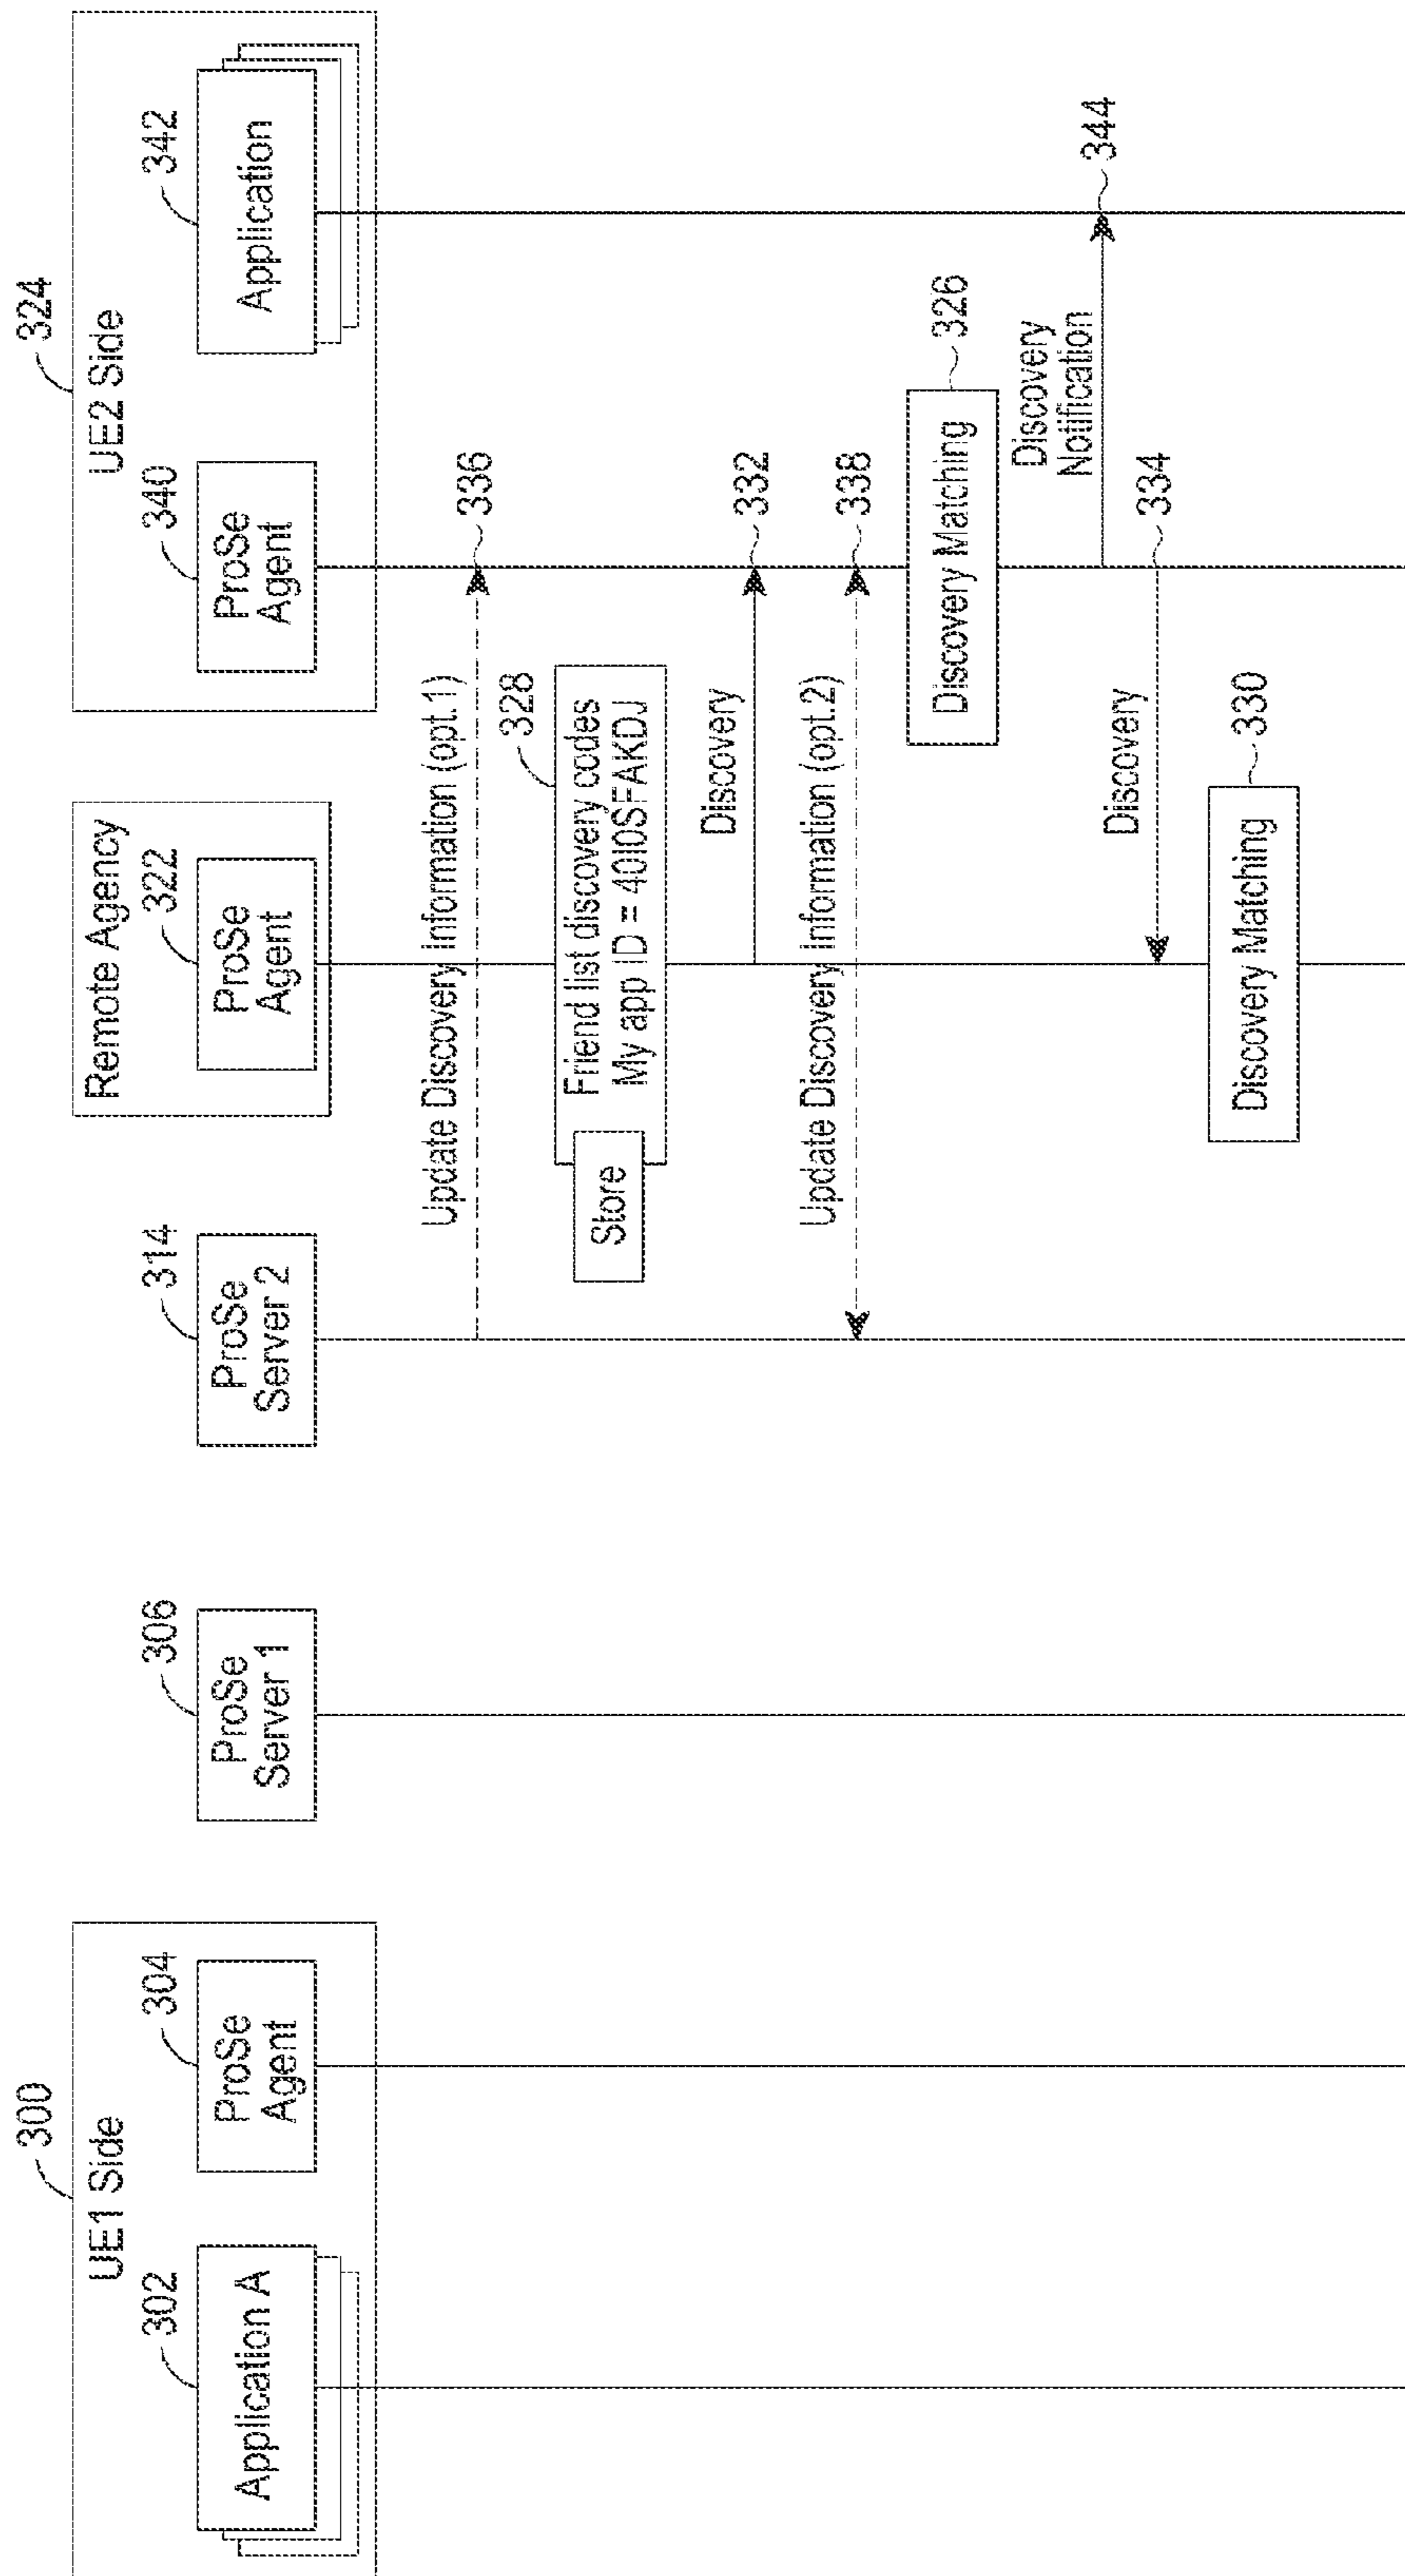 300
UE1 Side
302
Application A
304
ProSe
Agent
306
ProSe
Server 1
314
ProSe
Server 2
Remote Agency
322
ProSe
Agent
324
UE2 Side
340
ProSe
Agent
342
Application
Update Discovery information (opt.1)
336
328
Store
Friend list discovery codes
My app ID = 40I0SFAKDJ
Discovery
332
Update Discovery information (opt.2)
338
Discovery Matching
326
Discovery
Notification
344
Discovery
334
Discovery Matching
330